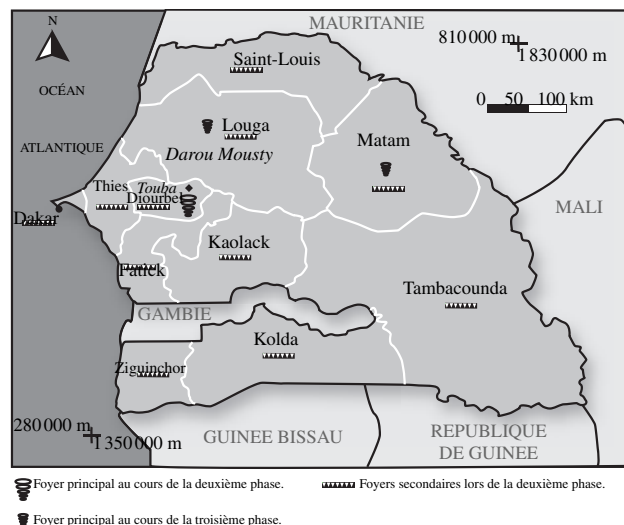 MAURITANIE
N
810 000 m
1 830 000 m
Saint-Louis
OCÉAN
0 50 100 km
Louga
Matam
ATLANTIQUE
Darou Mousty
Thies
Touba
Diourbel
MALI
Dakar
Kaolack
Fatick
Tambacounda
GAMBIE
Kolda
Ziguinchor
280 000 m
1 350 000 m
GUINEE BISSAU
REPUBLIQUE
DE GUINEE
Foyer principal au cours de la deuxième phase.
Foyers secondaires lors de la deuxième phase.
Foyer principal au cours de la troisième phase.